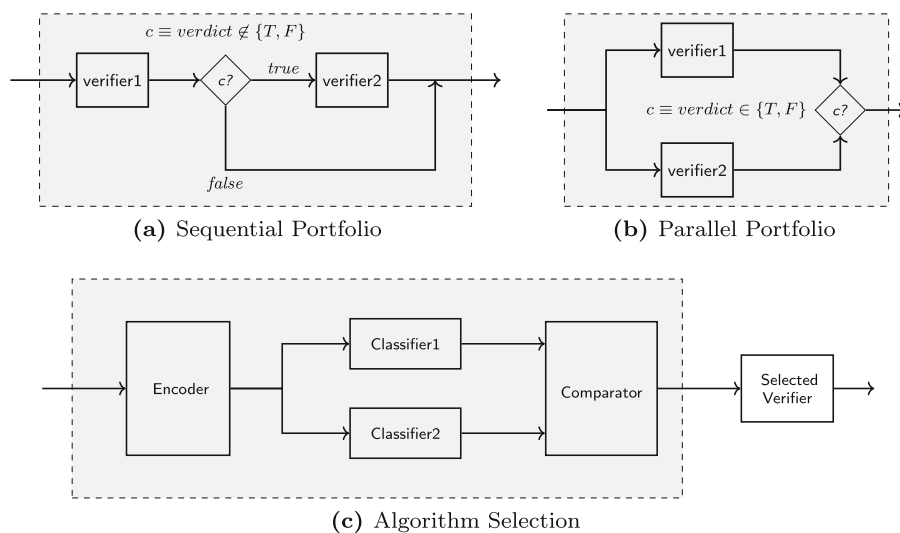 c ≡ verdict ∉ {T, F}
verifier1
c?
true
verifier2
false
(a) Sequential Portfolio
verifier1
c ≡ verdict ∈ {T, F}
c?
verifier2
(b) Parallel Portfolio
Encoder
Classifier1
Classifier2
Comparator
Selected
Verifier
(c) Algorithm Selection